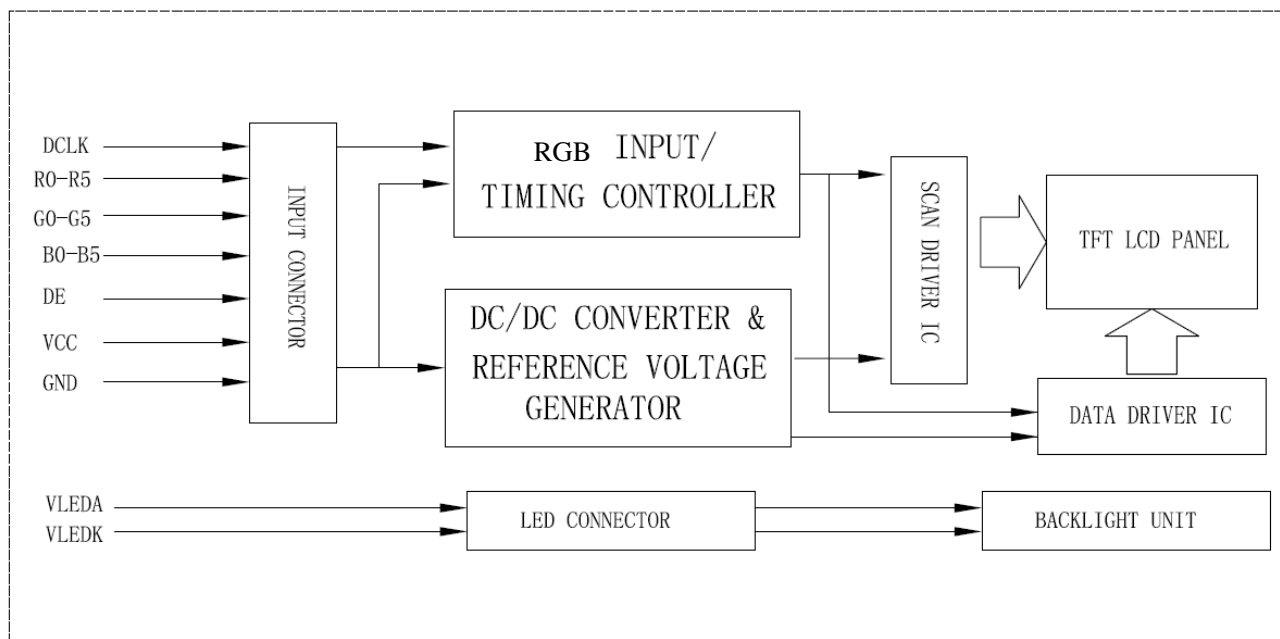 DCLK
R0-R5
G0-G5
B0-B5
DE
VCC
GND
INPUT CONNECTOR
RGB INPUT/
TIMING CONTROLLER
DC/DC CONVERTER &
REFERENCE VOLTAGE
GENERATOR
SCAN DRIVER IC
TFT LCD PANEL
DATA DRIVER IC
VLEDA
VLEDK
LED CONNECTOR
BACKLIGHT UNIT